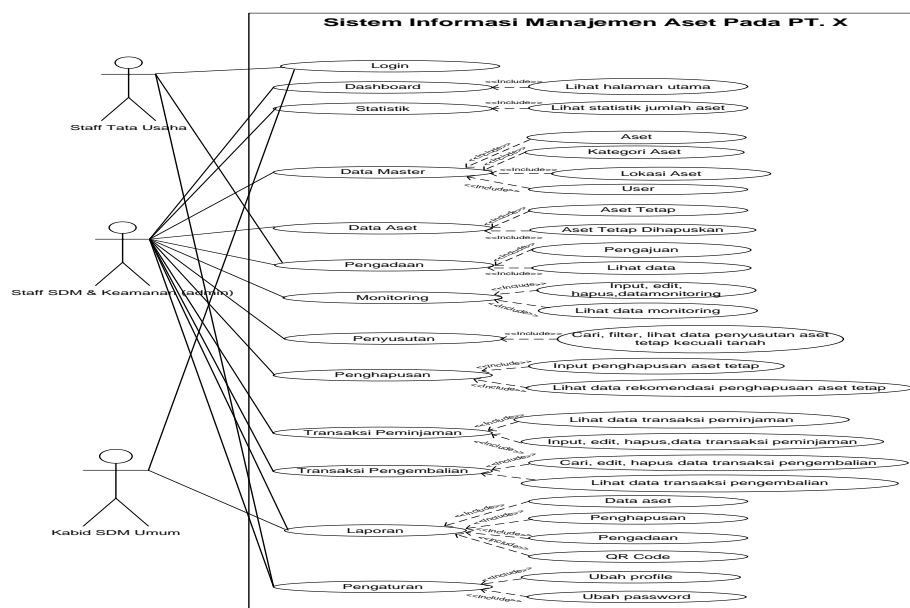 Sistem Informasi Manajemen Aset Pada PT. X
Staff Tata Usaha
Staff SDM & Keamanan (admin)
Kabid SDM Umum
Login
Dashboard
<<Include>>
Lihat halaman utama
Statistik
<<Include>>
Lihat statistik jumlah aset
Data Master
<<Include>>
<<Include>>
<<Include>>
<<Include>>
Aset
Kategori Aset
Lokasi Aset
User
Data Aset
<<Include>>
<<Include>>
Aset Tetap
Aset Tetap Dihapuskan
Pengadaan
<<Include>>
<<Include>>
Pengajuan
Lihat data
Monitoring
<<Include>>
<<Include>>
Input, edit,
hapus,datamonitoring
Lihat data monitoring
Penyusutan
<<Include>>
Cari, filter, lihat data penyusutan aset
tetap kecuali tanah
Penghapusan
<<Include>>
<<Include>>
Input penghapusan aset tetap
Lihat data rekomendasi penghapusan aset tetap
Transaksi Peminjaman
<<Include>>
<<Include>>
Lihat data transaksi peminjaman
Input, edit, hapus,data transaksi peminjaman
Transaksi Pengembalian
<<Include>>
<<Include>>
Cari, edit, hapus data transaksi pengembalian
Lihat data transaksi pengembalian
Laporan
<<Include>>
<<Include>>
<<Include>>
<<Include>>
Data aset
Penghapusan
Pengadaan
QR Code
Pengaturan
<<Include>>
<<Include>>
Ubah profile
Ubah password